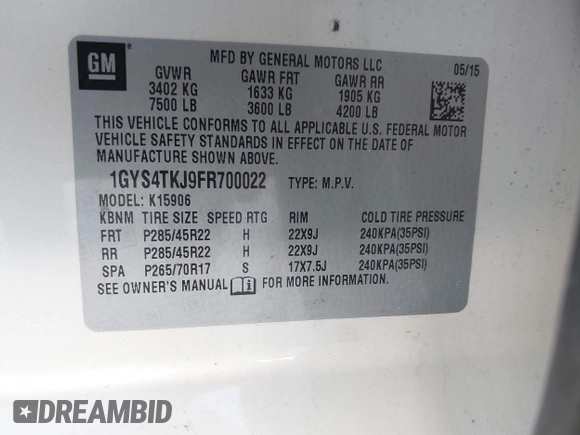 GM
®
MFD BY GENERAL MOTORS LLC
05/15
GVWR GAWR FRT GAWR RR
3402 KG 1633 KG 1905 KG
7500 LB 3600 LB 4200 LB
THIS VEHICLE CONFORMS TO ALL APPLICABLE U.S. FEDERAL MOTOR
VEHICLE SAFETY STANDARDS IN EFFECT ON THE DATE OF
MANUFACTURE SHOWN ABOVE.
1GYS4TKJ9FR700022 TYPE: M.P.V.
MODEL: K15906
KBNM TIRE SIZE SPEED RTG RIM COLD TIRE PRESSURE
FRT P285/45R22 H 22X9J 240KPA(35PSI)
RR P285/45R22 H 22X9J 240KPA(35PSI)
SPA P265/70R17 S 17X7.5J 240KPA(35PSI)
SEE OWNER'S MANUAL FOR MORE INFORMATION.
DREAMBID